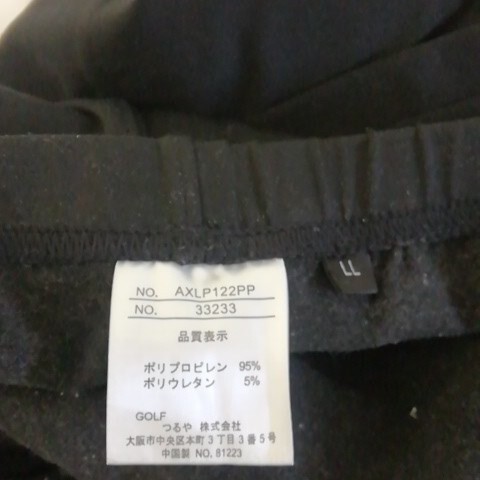 NO. AXLP122PP
NO. 33233
品質表示
ポリプロピレン 95%
ポリウレタン 5%
GOLF
つるや 株式会社
大阪市中央区本町3丁目3番5号
中国製 NO, 81223
LL